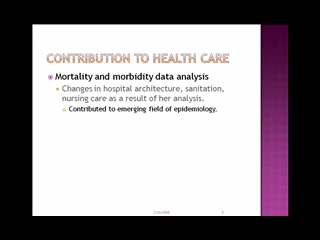 CONTRIBUTION TO HEALTH CARE
Mortality and morbidity data analysis
Changes in hospital architecture, sanitation,
nursing care as a result of her analysis.
Contributed to emerging field of epidemiology.